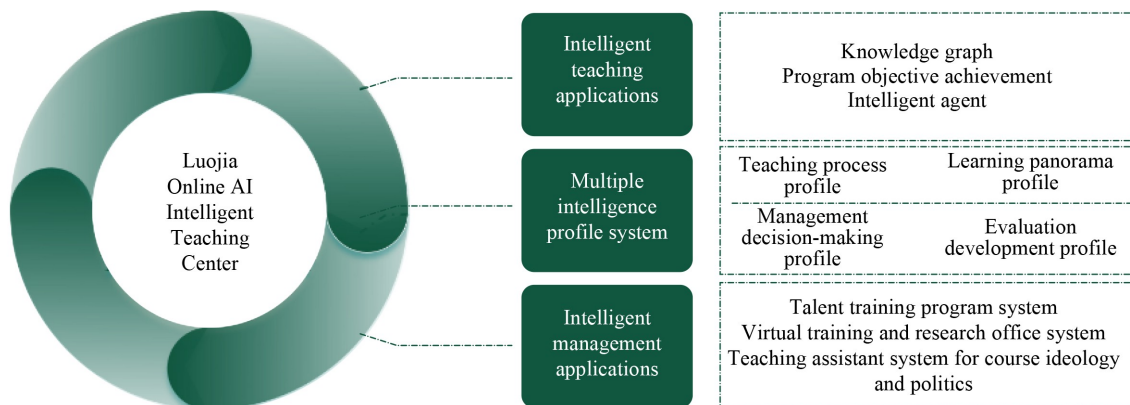 Luojia
Online AI
Intelligent
Teaching
Center
Intelligent
teaching
applications
Knowledge graph
Program objective achievement
Intelligent agent
Multiple
intelligence
profile system
Teaching process
profile
Learning panorama
profile
Management
decision-making
profile
Evaluation
development profile
Intelligent
management
applications
Talent training program system
Virtual training and research office system
Teaching assistant system for course ideology
and politics